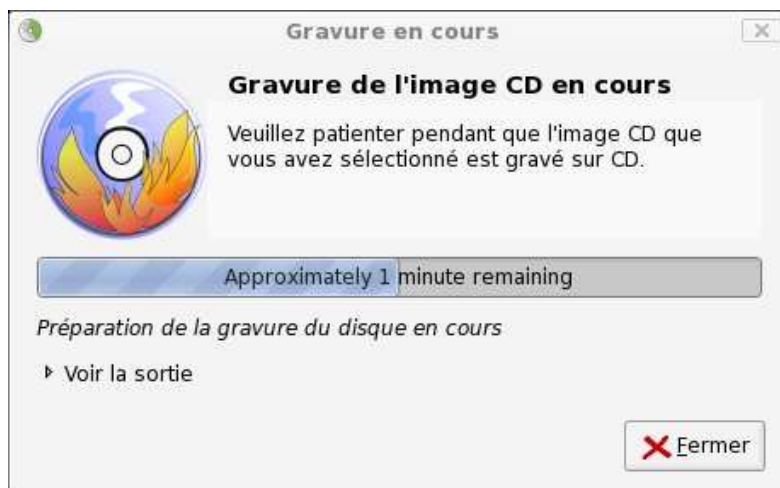 Gravure en cours
Gravure de l'image CD en cours
Veuillez patienter pendant que l'image CD que
vous avez sélectionné est gravé sur CD.
Approximately 1 minute remaining
Préparation de la gravure du disque en cours
Voir la sortie
Fermer